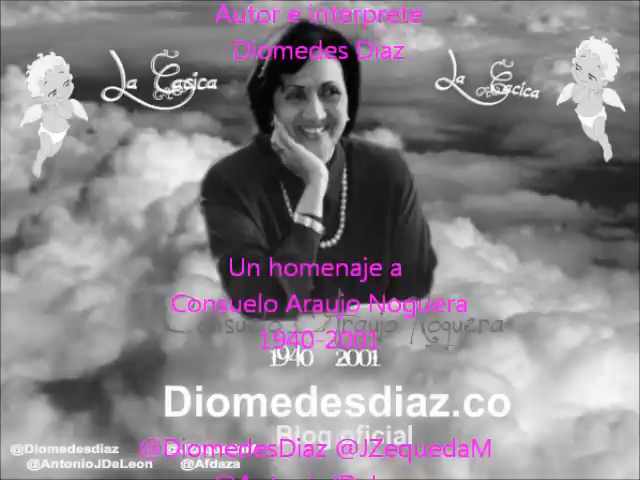 Autor e interprete
Diomedes Diaz
La Cacica
La Cacica
Un homenaje a
Consuelo Araujo Noguera
Consuelo Araujo Noguera
1940-2001
1940 2001
Diomedesdiaz.co
Blog oficial
@DiomedesDiaz @JZequedaM
@Diomedesdiaz
@AntonioJDeLeon @Afdaza